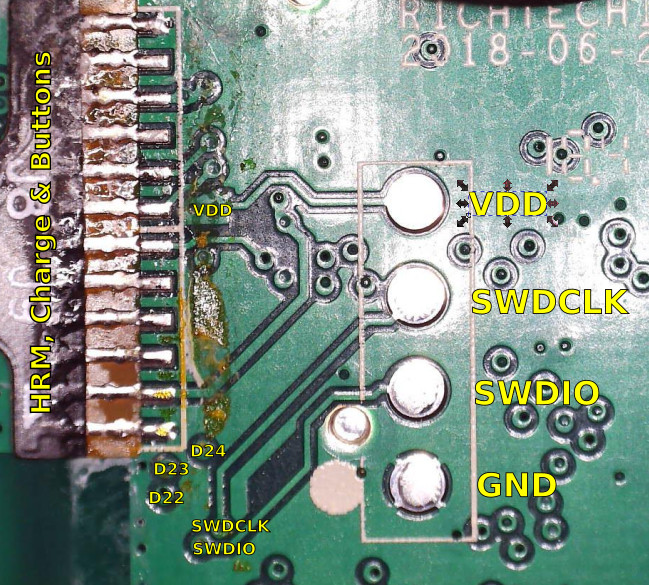 RICHTECH
2018-06-2
HRM, Charge & Buttons
VDD
VDD
SWDCLK
SWDIO
GND
D24
D23
D22
SWDCLK
SWDIO